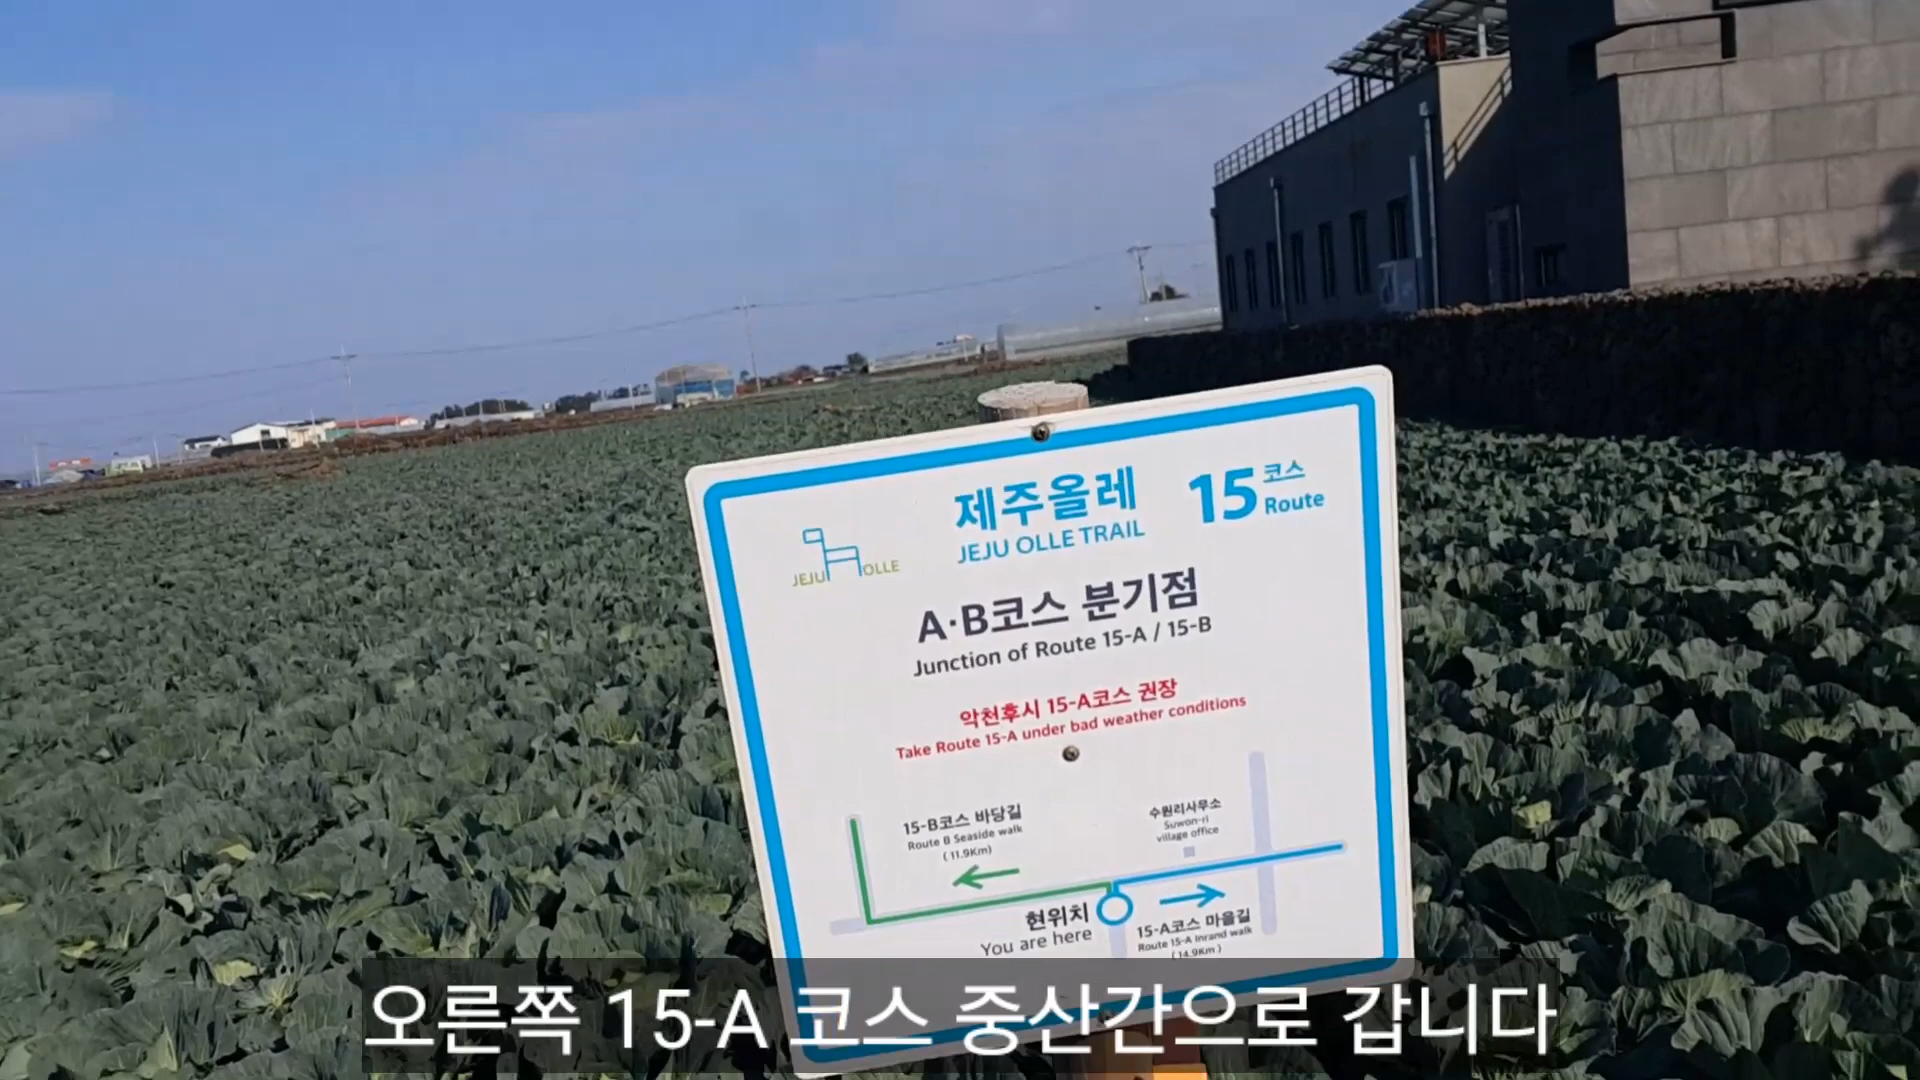 제주올레
JEJU OLLE TRAIL
15 코스
Route
JEJU OLLE
A·B코스 분기점
Junction of Route 15-A / 15-B
악천후시 15-A코스 권장
Take Route 15-A under bad weather conditions
15-B코스 바당길
Route B Seaside walk
( 11.9Km)
수원리사무소
Suwon-ri
village office
현위치
You are here
15-A코스 마을길
Route 15-A Inrand walk
( 14.9Km )
오른쪽 15-A 코스 중산간으로 갑니다